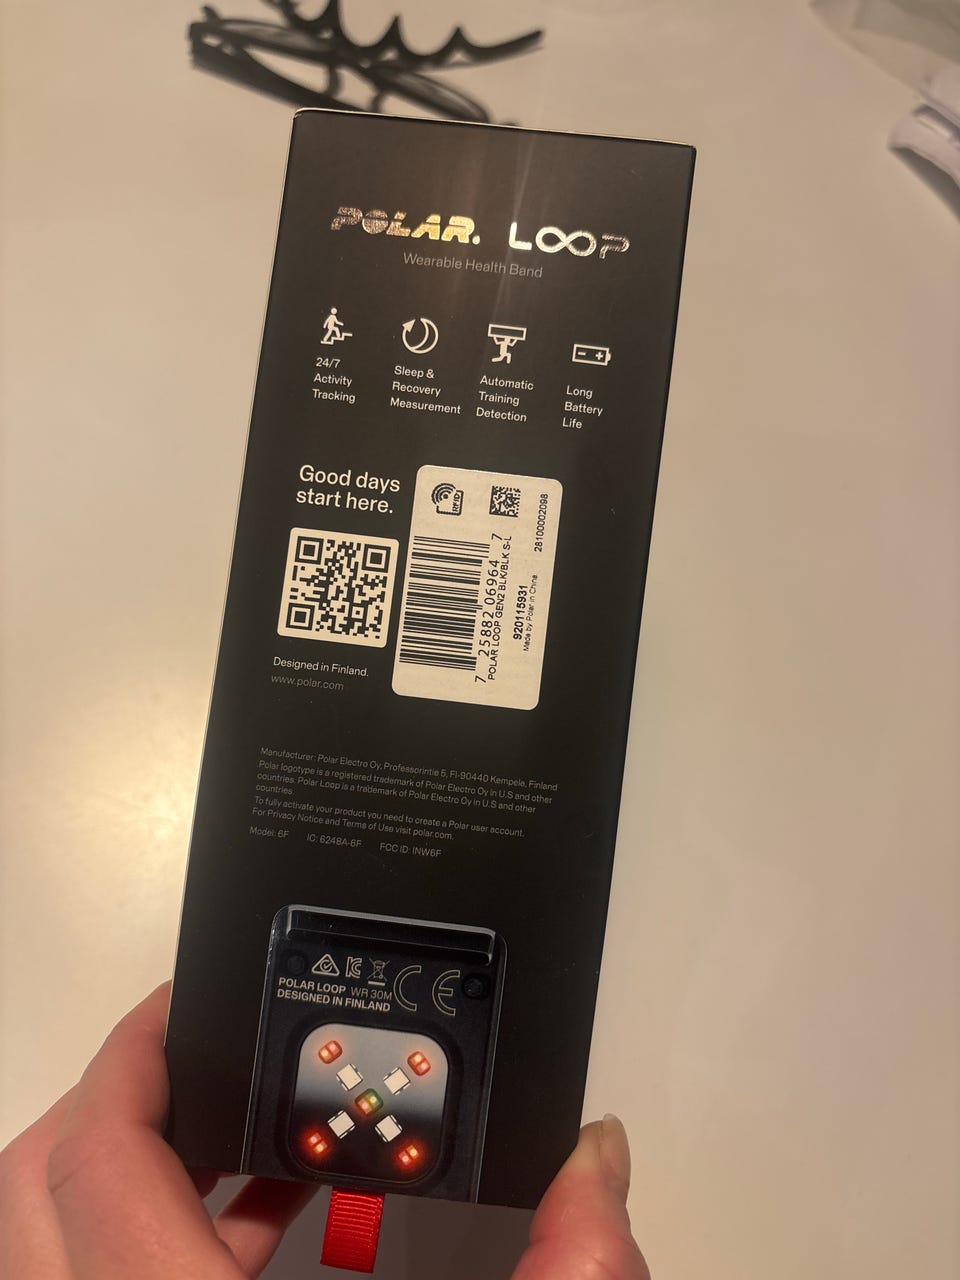 POLAR. LOOP
Wearable Health Band
24/7
Activity
Tracking
Sleep &
Recovery
Measurement
Automatic
Training
Detection
Long
Battery
Life
Good days
start here.
RFID
28100002098
7 25882 06964 7
POLAR LOOP GEN2 BLK/BLK S-L
920115931
Made by Polar in China
Designed in Finland.
www.polar.com
Manufacturer: Polar Electro Oy, Professorintie 5, FI-90440 Kempele, Finland
Polar logotype is a registered trademark of Polar Electro Oy in U.S and other
countries. Polar Loop is a trademark of Polar Electro Oy in U.S and other
countries
To fully activate your product you need to create a Polar user account.
For Privacy Notice and Terms of Use visit polar.com.
Model: 6F IC: 6248A-6F FCC ID: INW6F
CE
POLAR LOOP WR 30M
DESIGNED IN FINLAND